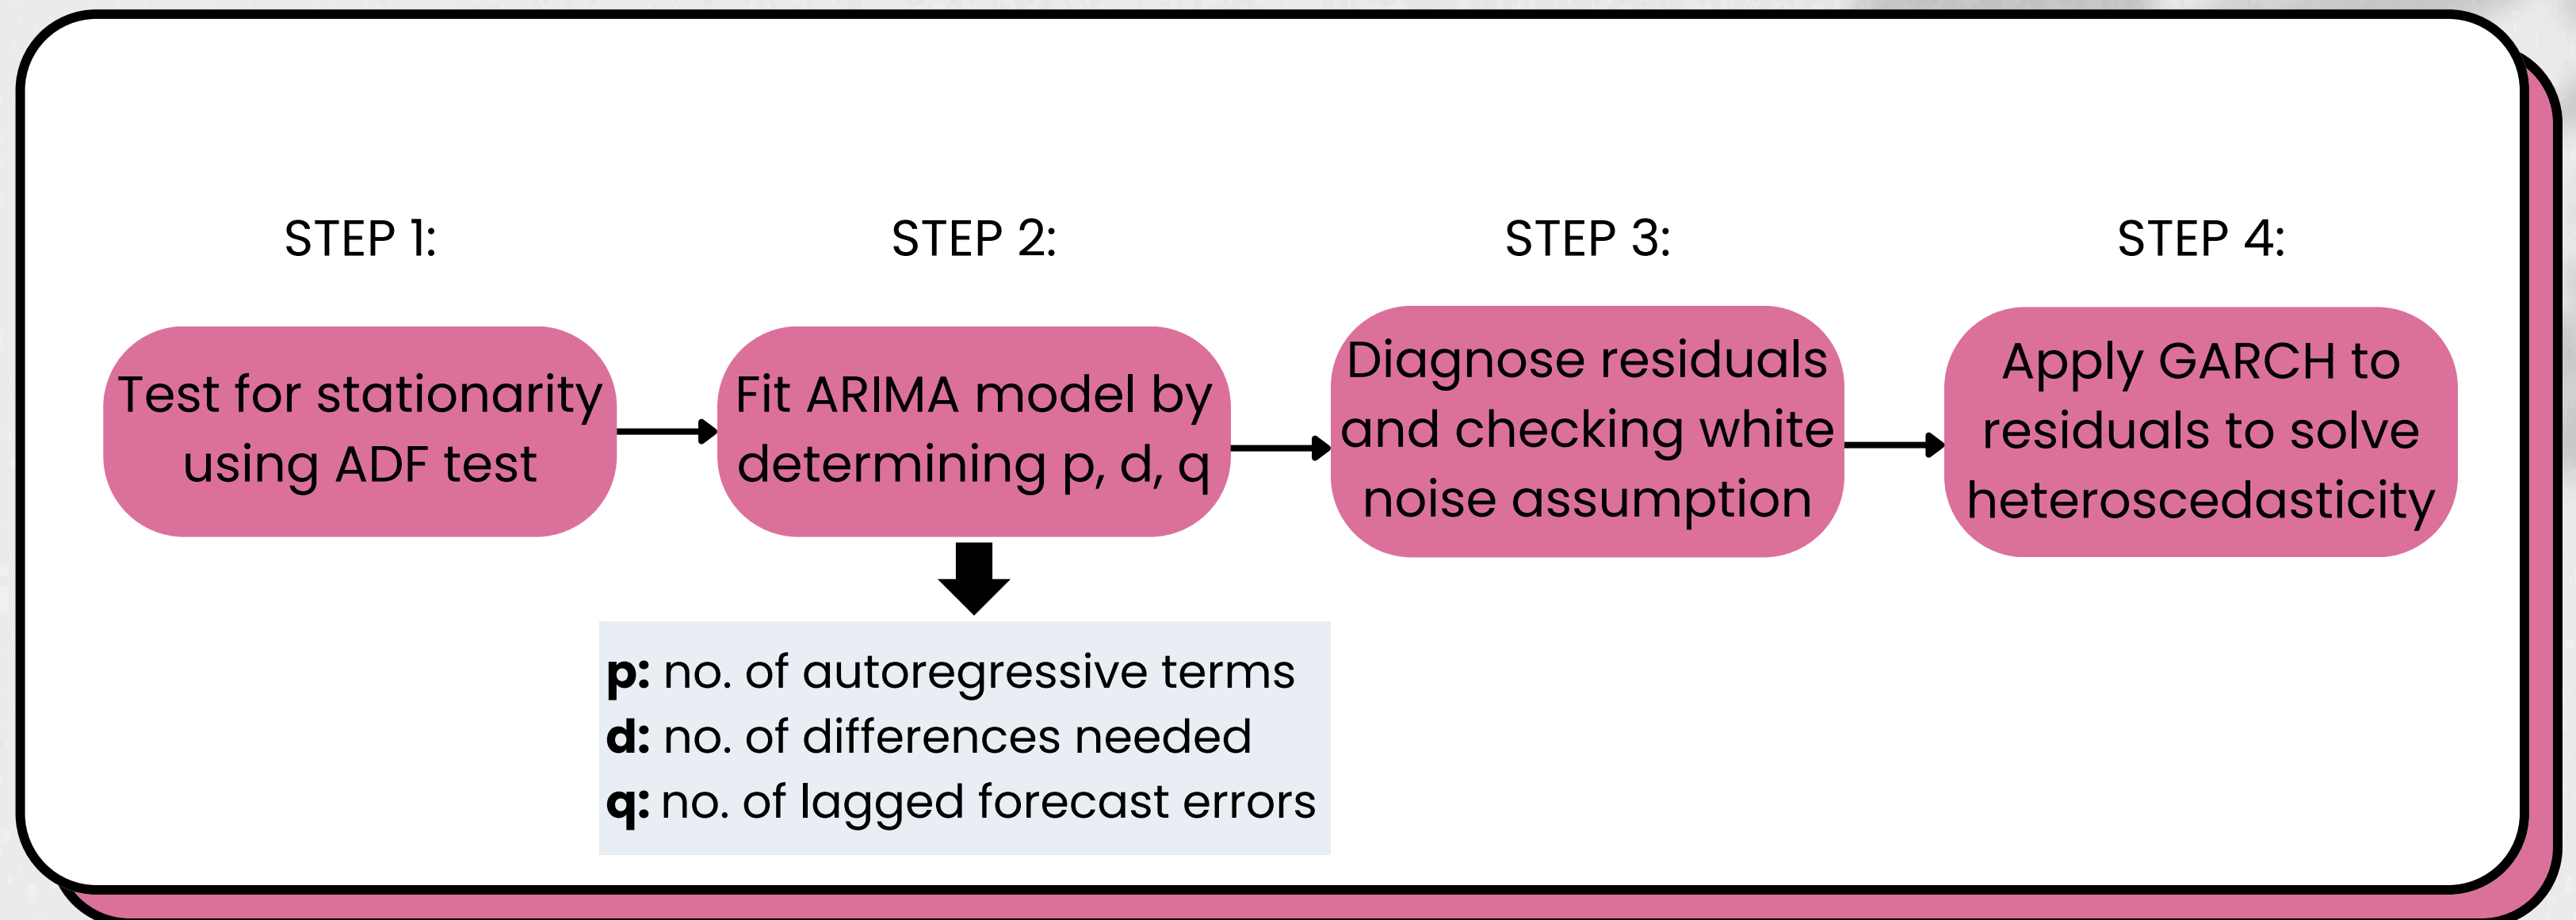 STEP 1:
Test for stationarity
using ADF test
STEP 2:
Fit ARIMA model by
determining p, d, q
p: no. of autoregressive terms
d: no. of differences needed
q: no. of lagged forecast errors
STEP 3:
Diagnose residuals
and checking white
noise assumption
STEP 4:
Apply GARCH to
residuals to solve
heteroscedasticity